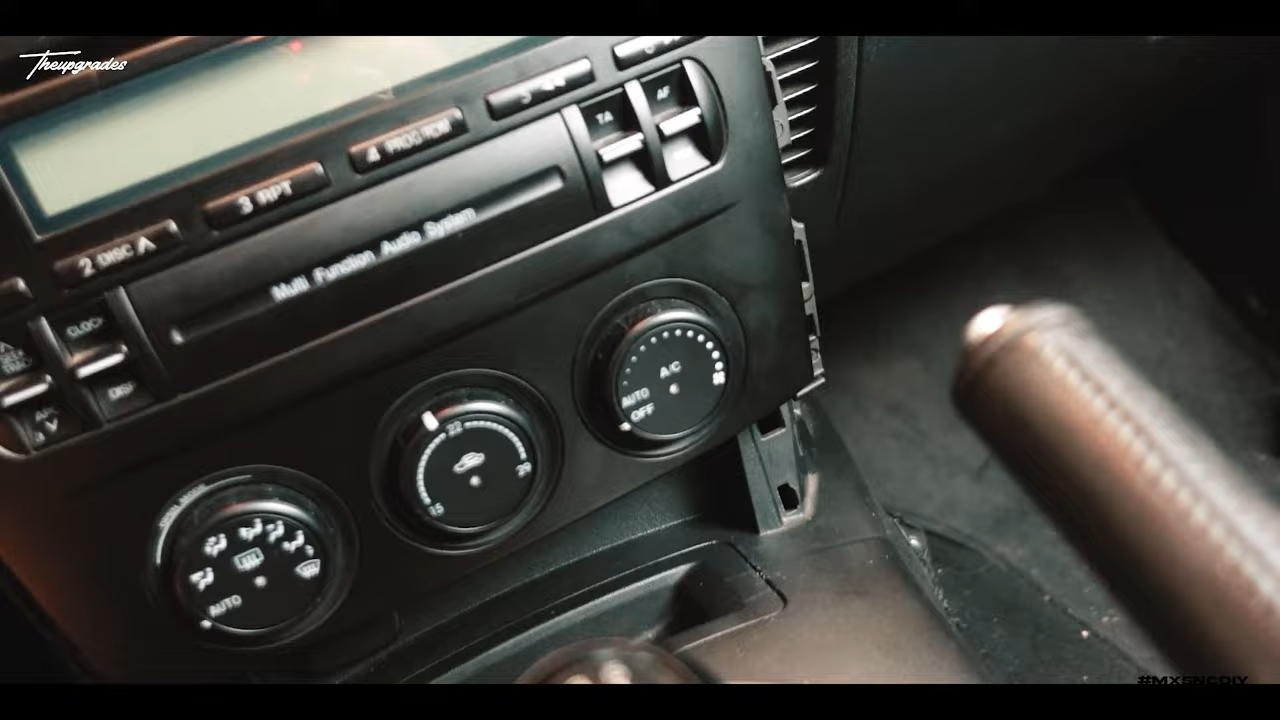 Theupgrades
TA
AF
4 PROG
3 RPT
2 DISC
Multi Function Audio System
CLOCK
DISP
A/C
AUTO
OFF
22
15
29
AUTO
#MX5NCDIY